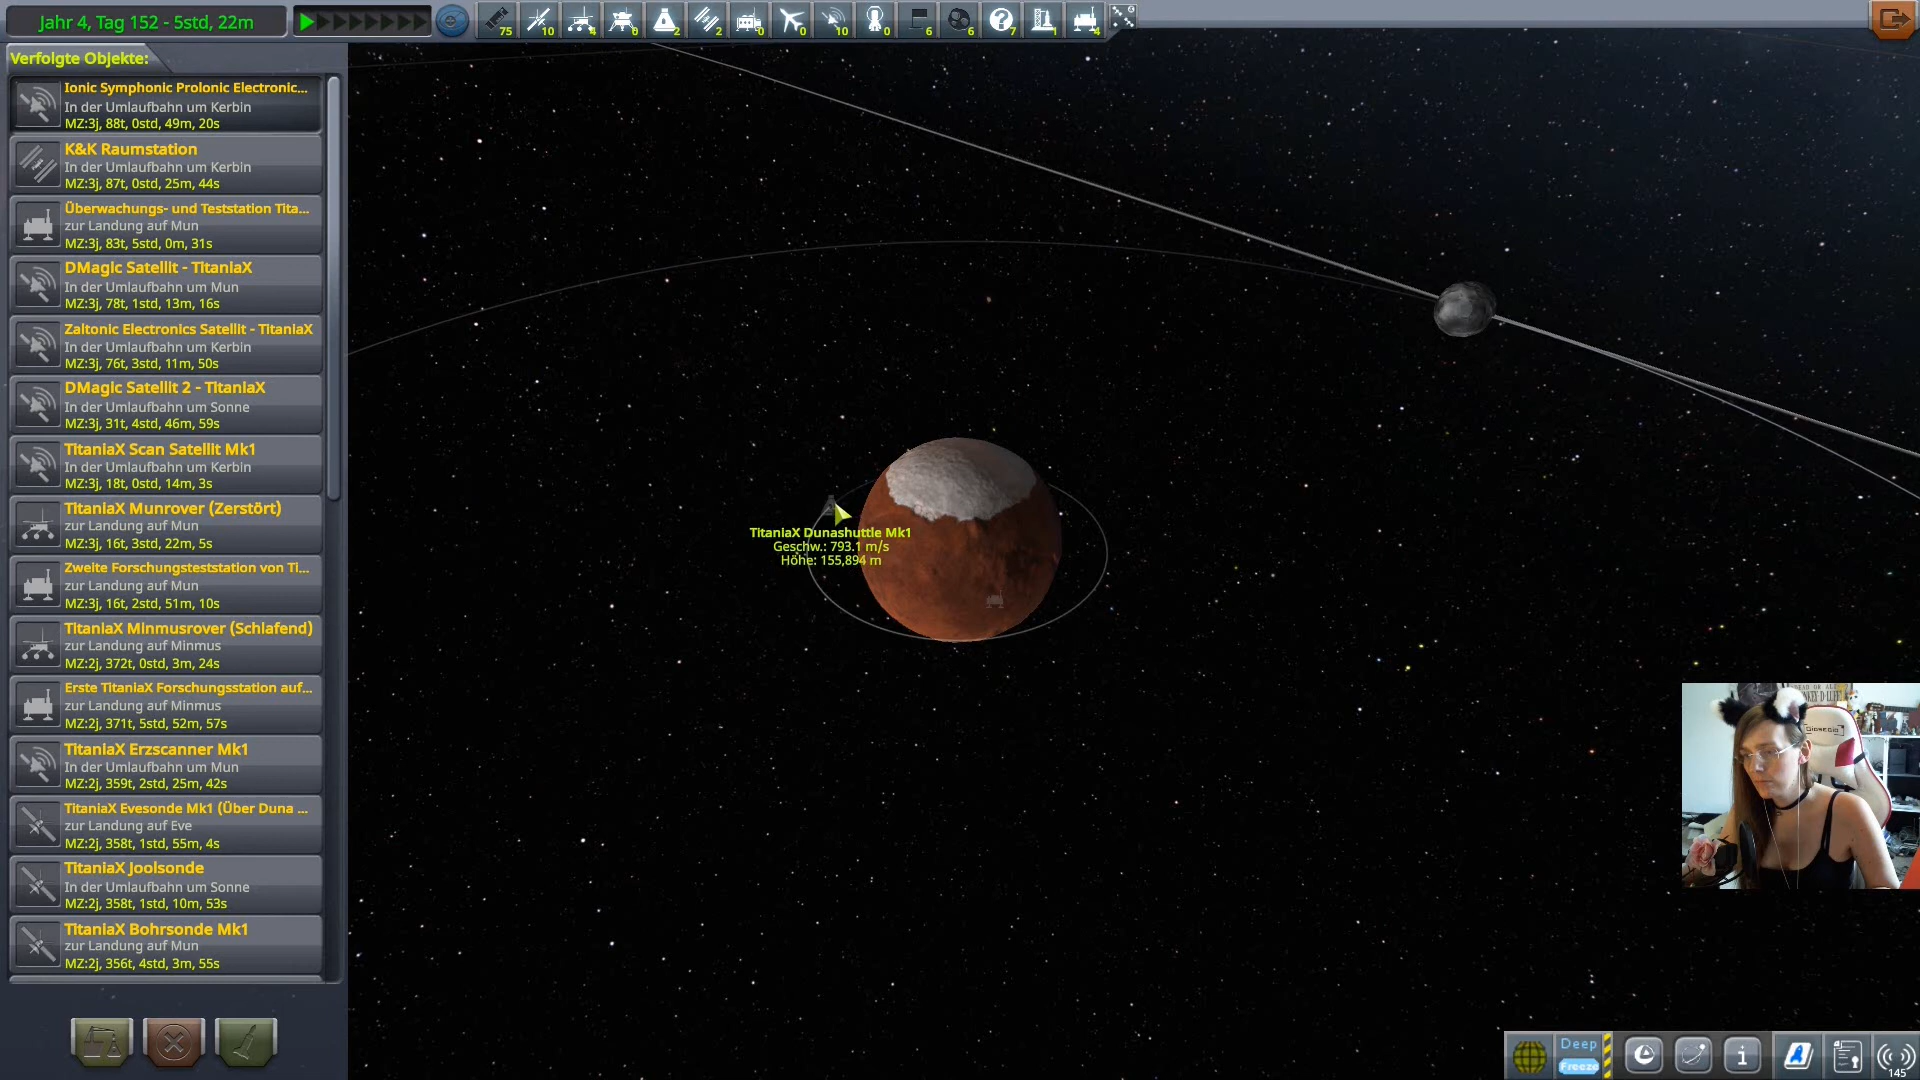 Jahr 4, Tag 152 - 5std, 22m
75
10
4
9
2
2
0
0
10
0
6
6
7
1
4
Verfolgte Objekte:
Ionic Symphonic Prolonic Electronic...
In der Umlaufbahn um Kerbin
MZ:3j, 88t, 0std, 49m, 20s
K&K Raumstation
In der Umlaufbahn um Kerbin
MZ:3j, 87t, 0std, 25m, 44s
Überwachungs- und Teststation Tita...
zur Landung auf Mun
MZ:3j, 83t, 5std, 0m, 31s
DMagic Satellit - TitaniaX
In der Umlaufbahn um Mun
MZ:3j, 78t, 1std, 13m, 16s
Zaltonic Electronics Satellit - TitaniaX
In der Umlaufbahn um Kerbin
MZ:3j, 76t, 3std, 11m, 50s
DMagic Satellit 2 - TitaniaX
In der Umlaufbahn um Sonne
MZ:3j, 31t, 4std, 46m, 59s
TitaniaX Scan Satellit Mk1
In der Umlaufbahn um Kerbin
MZ:3j, 18t, 0std, 14m, 3s
TitaniaX Munrover (Zerstört)
zur Landung auf Mun
MZ:3j, 16t, 3std, 22m, 5s
Zweite Forschungsteststation von Ti...
zur Landung auf Mun
MZ:3j, 16t, 2std, 51m, 10s
TitaniaX Minmusrover (Schlafend)
zur Landung auf Minmus
MZ:2j, 372t, 0std, 3m, 24s
Erste TitaniaX Forschungsstation auf...
zur Landung auf Minmus
MZ:2j, 371t, 5std, 52m, 57s
TitaniaX Erzscanner Mk1
In der Umlaufbahn um Mun
MZ:2j, 359t, 2std, 25m, 42s
TitaniaX Evesonde Mk1 (Über Duna ...
zur Landung auf Eve
MZ:2j, 358t, 1std, 55m, 4s
TitaniaX Joolsonde
In der Umlaufbahn um Sonne
MZ:2j, 358t, 1std, 10m, 53s
TitaniaX Bohrsonde Mk1
zur Landung auf Mun
MZ:2j, 356t, 4std, 3m, 55s
TitaniaX Dunashuttle Mk1
Geschw.: 793.1 m/s
Höhe: 155,894 m
Deep
Freeze
145